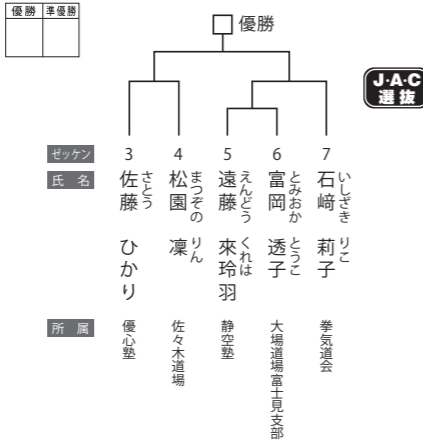 優勝 準優勝
優勝
J·A·C
選抜
ゼッケン 3 4 5 6 7
氏名
佐藤 ひかり
さとう
松園 凜
まつぞの りん
遠藤 來玲羽
えんどう くれは
富岡 透子
とみおか とうこ
石﨑 莉子
いしざき りこ
所属
優心塾
佐々木道場
静空塾
大場道場富士見支部
拳気道会